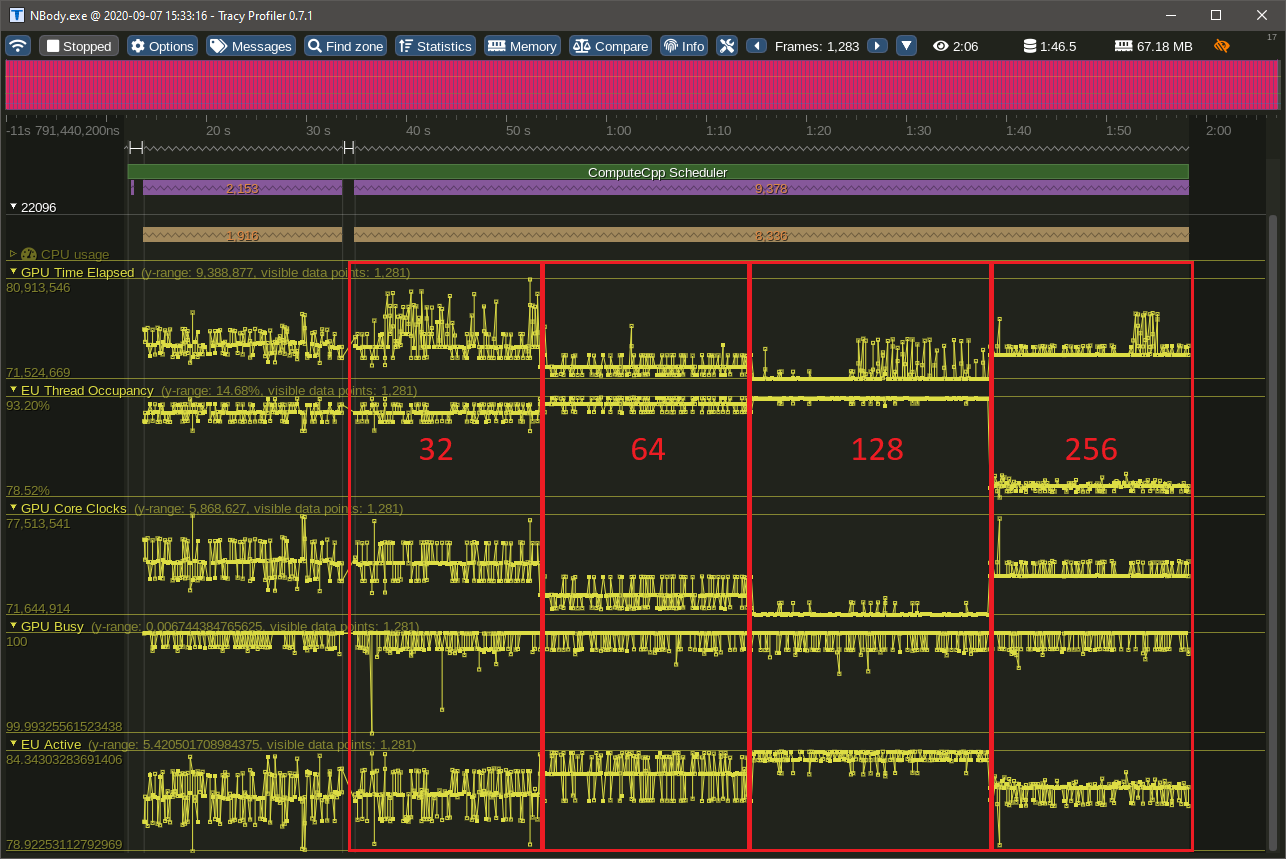 NBody.exe @ 2020-09-07 15:33:16 - Tracy Profiler 0.7.1
Stopped Options Messages Find zone Statistics Memory Compare Info Frames: 1,283 2:06 1:46.5 67.18 MB 17
-11s 791,440,200ns 20 s 30 s 40 s 50 s 1:00 1:10 1:20 1:30 1:40 1:50 2:00
ComputeCpp Scheduler
2,153 9,378
22096
1,916 8,336
CPU usage
GPU Time Elapsed (y-range: 9,388,877, visible data points: 1,281)
80,913,546
71,524,669
EU Thread Occupancy (y-range: 14.68%, visible data points: 1,281)
93.20%
32 64 128 256
78.52%
GPU Core Clocks (y-range: 5,868,627, visible data points: 1,281)
77,513,541
71,644,914
GPU Busy (y-range: 0.006744384765625, visible data points: 1,281)
100
99.99325561523438
EU Active (y-range: 5.420501708984375, visible data points: 1,281)
84.34303283691406
78.92253112792969